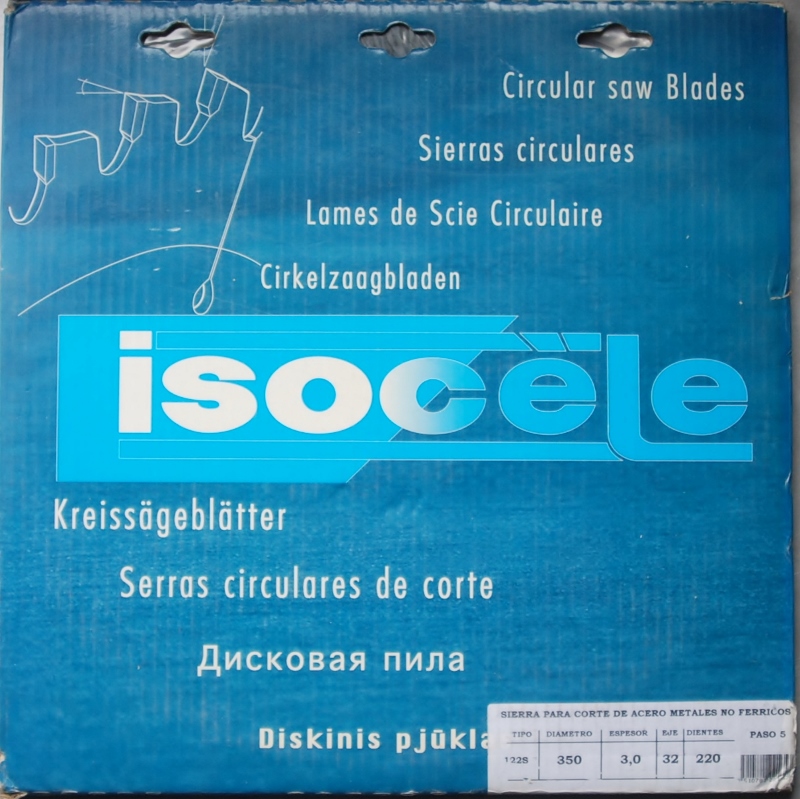 Circular saw Blades
Sierras circulares
Lames de Scie Circulaire
Cirkelzaagbladen
isocële
Kreissägeblätter
Serras circulares de corte
Дисковая пила
Diskinis
SIERRA PARA CORTE DE ACERO METALES NO FERRICOS
TIPO DIAMETRO ESPESOR EJE DIENTES PASO 5
122S 350 3,0 32 220